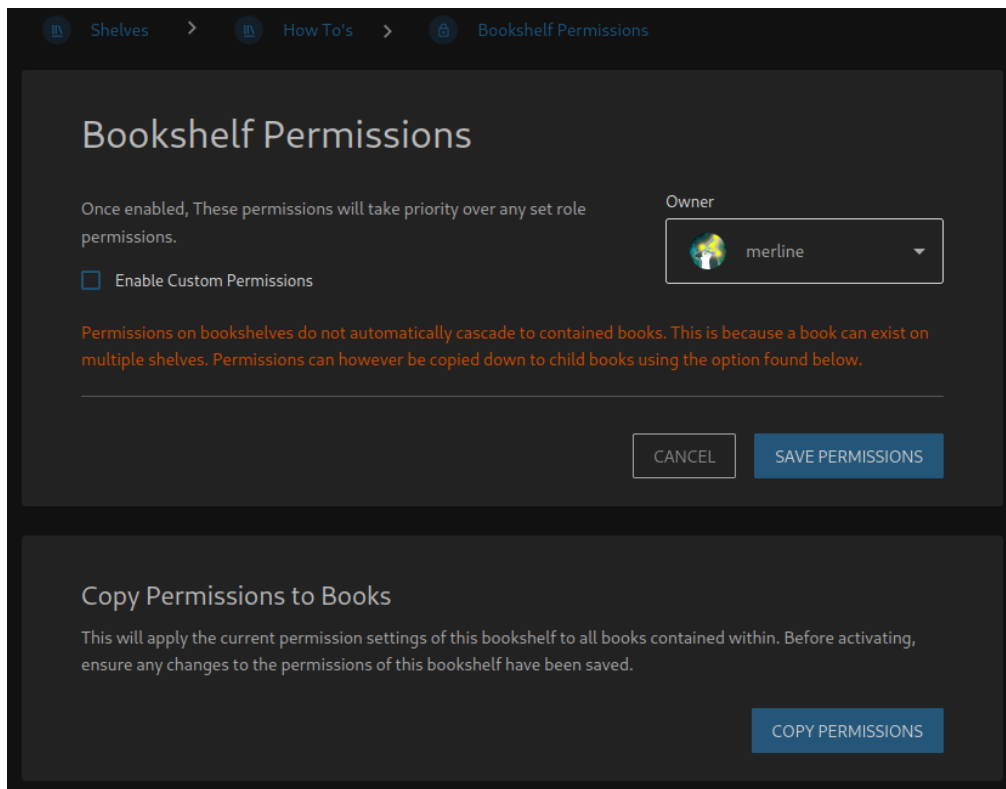 Shelves > How To's > Bookshelf Permissions
Bookshelf Permissions
Once enabled, These permissions will take priority over any set role
permissions.
Enable Custom Permissions
Owner
merline
Permissions on bookshelves do not automatically cascade to contained books. This is because a book can exist on
multiple shelves. Permissions can however be copied down to child books using the option found below.
CANCEL
SAVE PERMISSIONS
Copy Permissions to Books
This will apply the current permission settings of this bookshelf to all books contained within. Before activating,
ensure any changes to the permissions of this bookshelf have been saved.
COPY PERMISSIONS